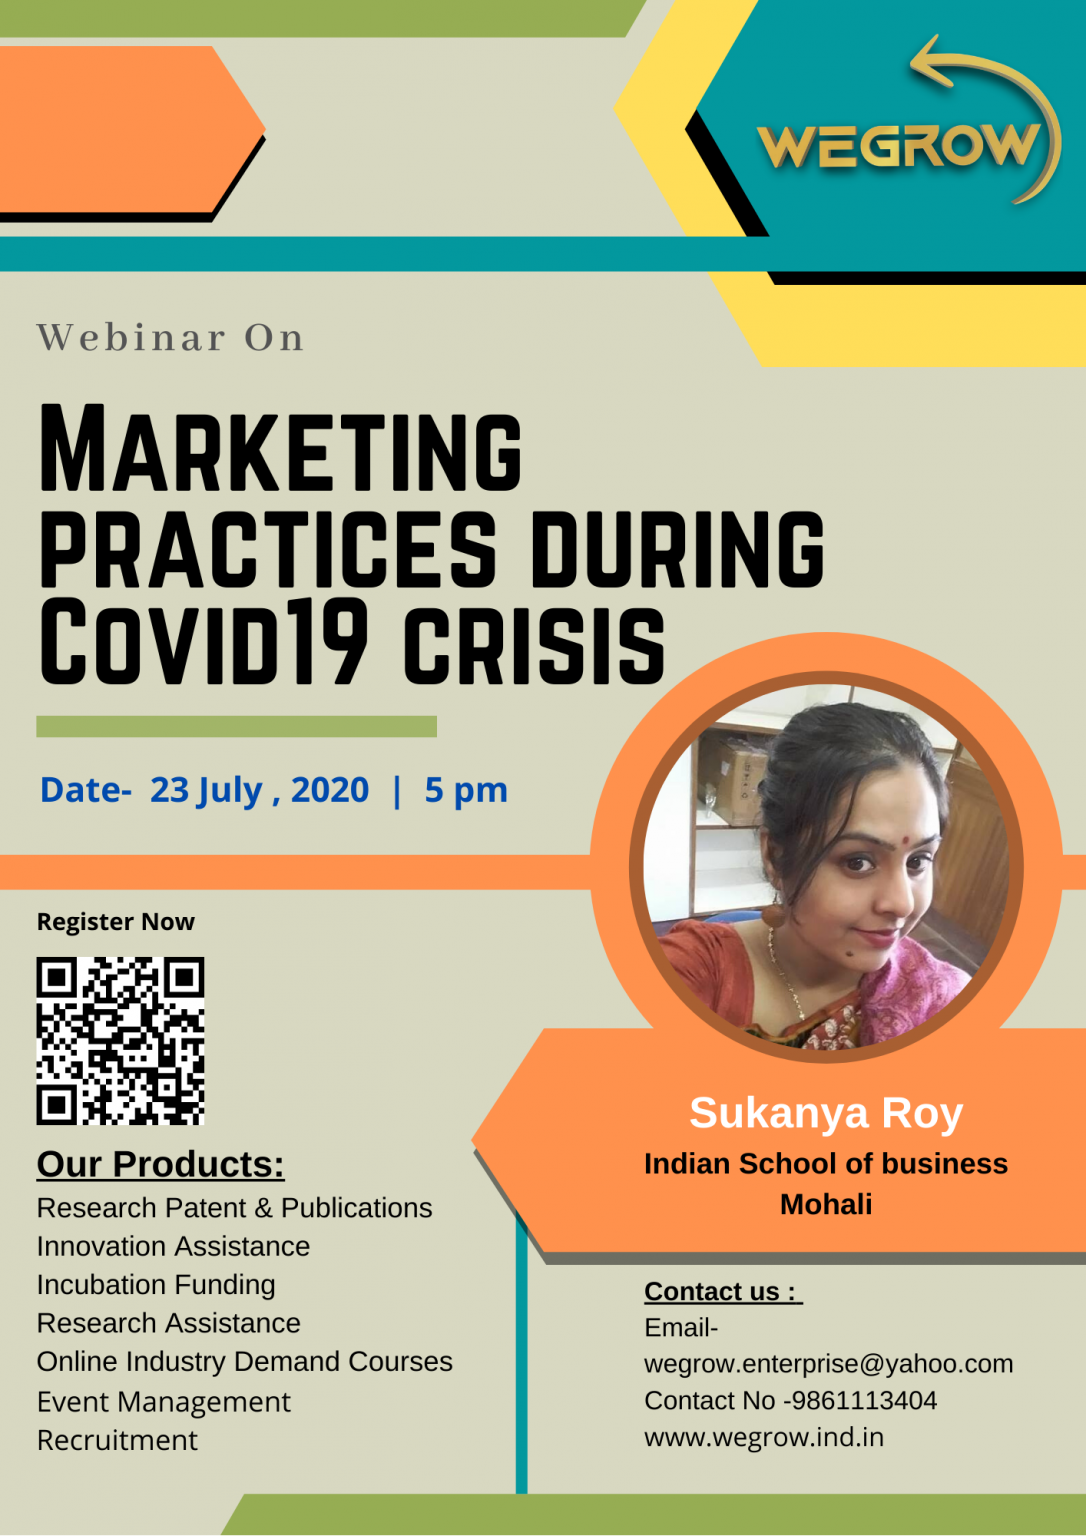 WEGROW
Webinar On
Marketing
practices during
Covid19 crisis
Date- 23 July , 2020 | 5 pm
Register Now
Sukanya Roy
Indian School of business
Mohali
Our Products:
Research Patent & Publications
Innovation Assistance
Incubation Funding
Research Assistance
Online Industry Demand Courses
Event Management
Recruitment
Contact us :
Email-
wegrow.enterprise@yahoo.com
Contact No -9861113404
www.wegrow.ind.in